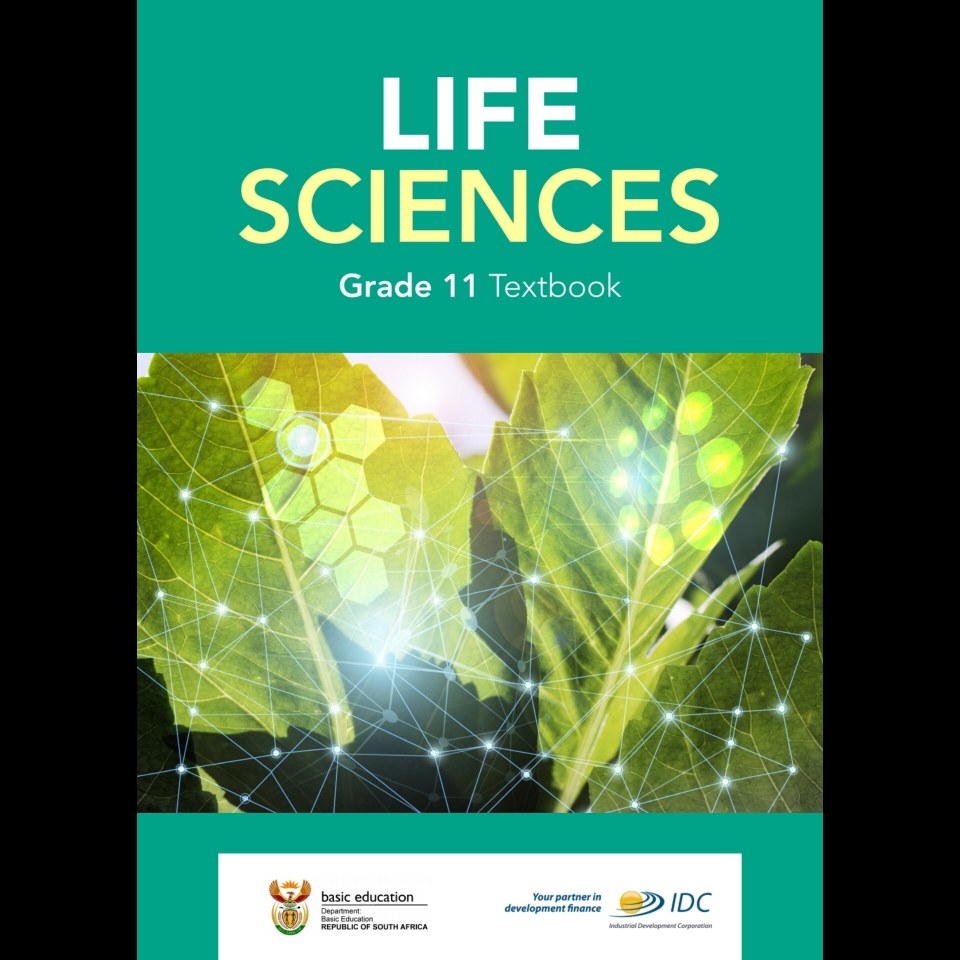 LIFE
SCIENCES
Grade 11 Textbook
basic education
Department:
Basic Education
REPUBLIC OF SOUTH AFRICA
Your partner in
development finance
IDC
Industrial Development Corporation